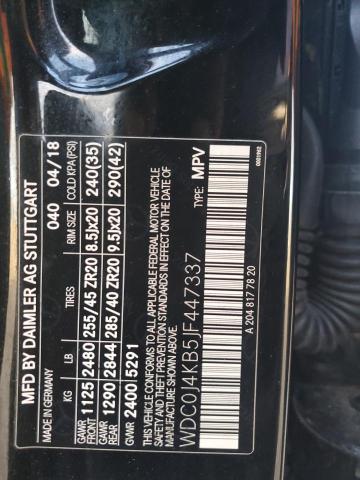 MFD BY DAIMLER AG STUTTGART
MADE IN GERMANY 040 04/18
KG LB TIRES RIM SIZE COLD KPA (PSI)
GAWR FRONT 1125 2480 255/45 ZR20 8.5Jx20 240(35)
GAWR REAR 1290 2844 285/40 ZR20 9.5Jx20 290(42)
GVWR 2400 5291
THIS VEHICLE CONFORMS TO ALL APPLICABLE FEDERAL MOTOR VEHICLE
SAFETY, BUMPER, AND THEFT PREVENTION STANDARDS IN EFFECT ON THE DATE OF
MANUFACTURE SHOWN ABOVE.
WDC0J4KB5JF447337 TYPE: MPV
A 204 817 78 20